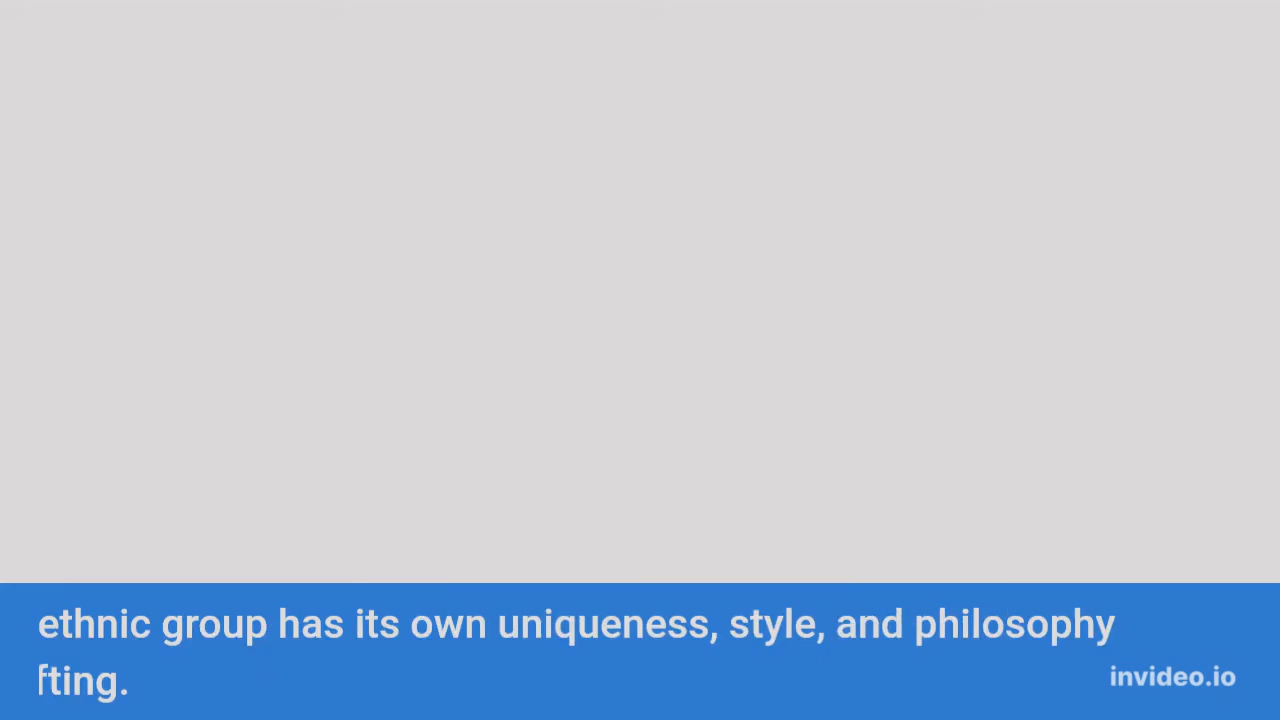 ethnic group has its own uniqueness, style, and philosophy
fting.
invideo.io